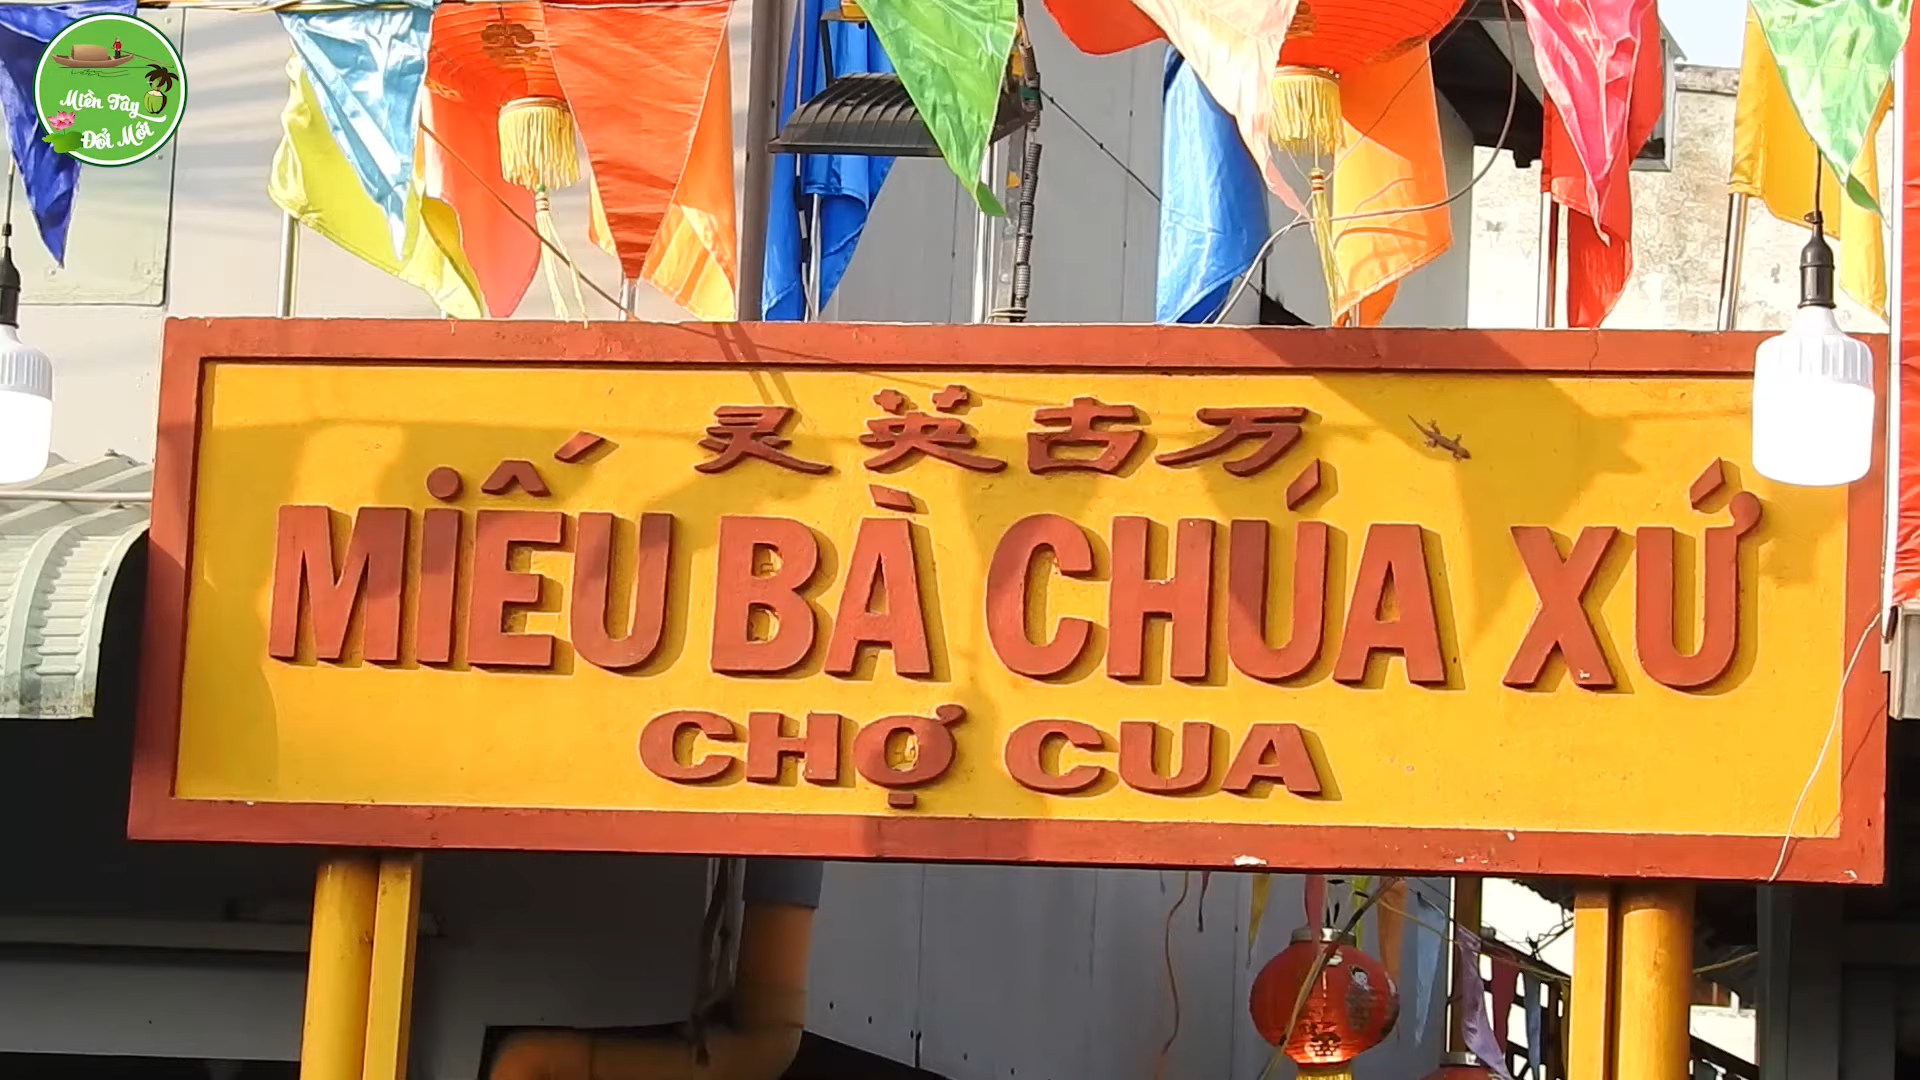 Miền Tây
Đổi Mới
灵英古万
MIẾU BÀ CHÚA XỨ
CHỢ CUA